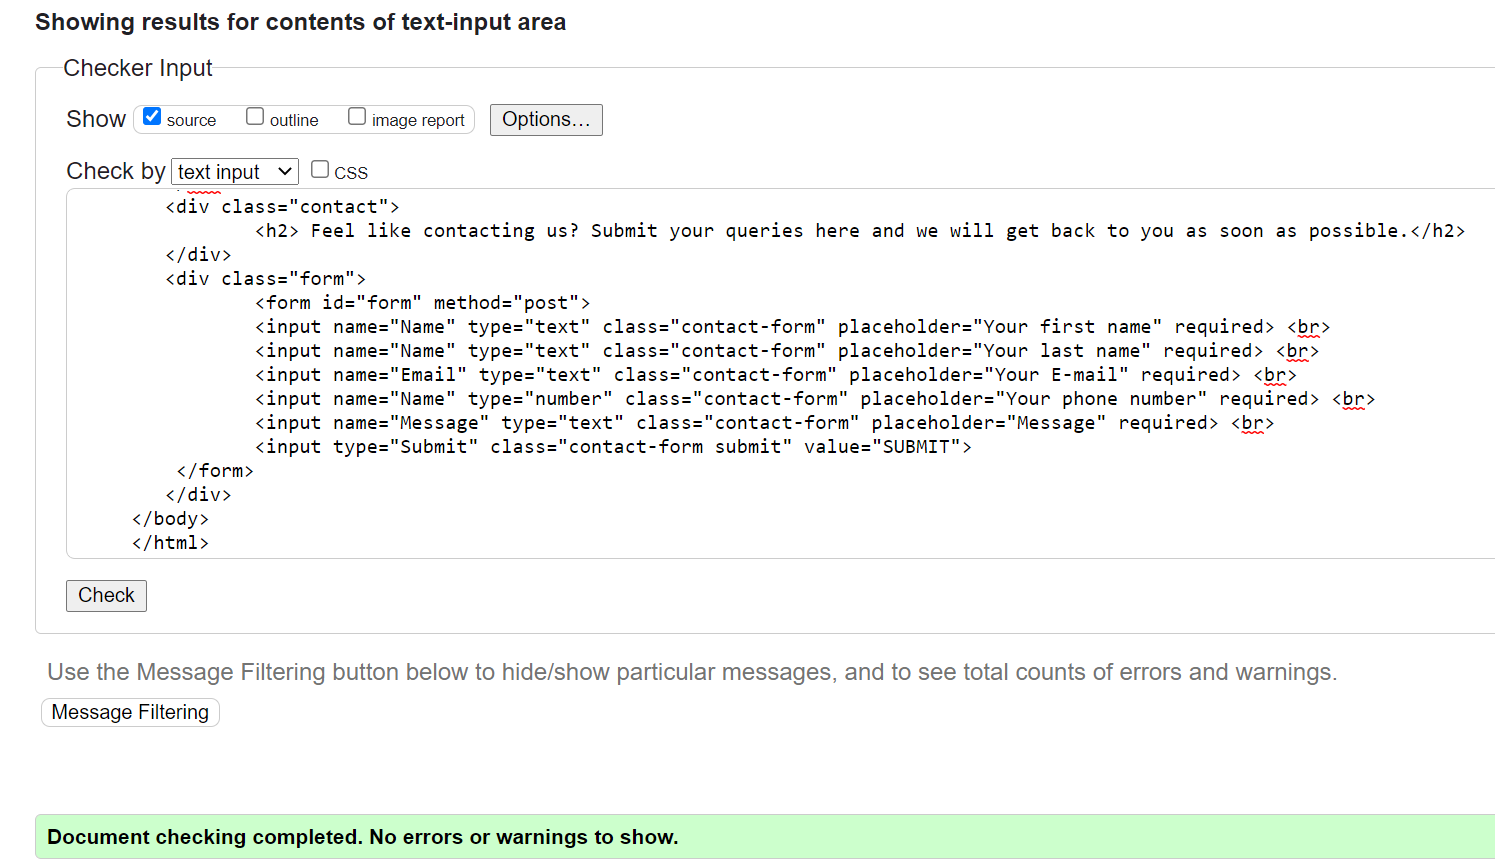 Showing results for contents of text-input area
Checker Input
Show source outline image report Options...
Check by text input CSS
<div class="contact">
<h2> Feel like contacting us? Submit your queries here and we will get back to you as soon as possible.</h2>
</div>
<div class="form">
<form id="form" method="post">
<input name="Name" type="text" class="contact-form" placeholder="Your first name" required> <br>
<input name="Name" type="text" class="contact-form" placeholder="Your last name" required> <br>
<input name="Email" type="text" class="contact-form" placeholder="Your E-mail" required> <br>
<input name="Name" type="number" class="contact-form" placeholder="Your phone number" required> <br>
<input name="Message" type="text" class="contact-form" placeholder="Message" required> <br>
<input type="Submit" class="contact-form submit" value="SUBMIT">
</form>
</div>
</body>
</html>
Check
Use the Message Filtering button below to hide/show particular messages, and to see total counts of errors and warnings.
Message Filtering
Document checking completed. No errors or warnings to show.